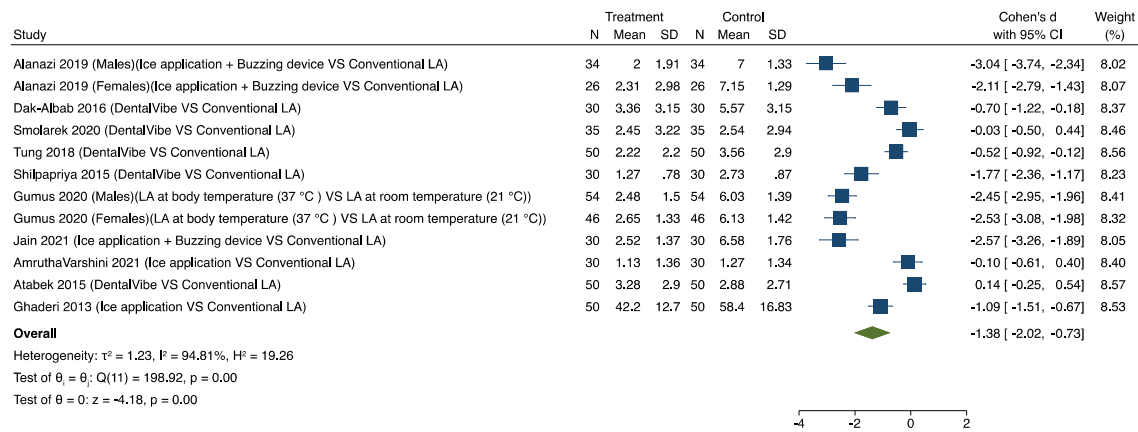 Treatment Control Cohen's d Weight
Study N Mean SD N Mean SD with 95% CI (%)
Alanazi 2019 (Males)(Ice application + Buzzing device VS Conventional LA) 34 2 1.91 34 7 1.33 -3.04 [ -3.74, -2.34] 8.02
Alanazi 2019 (Females)(Ice application + Buzzing device VS Conventional LA) 26 2.31 2.98 26 7.15 1.29 -2.11 [ -2.79, -1.43] 8.07
Dak-Albab 2016 (DentalVibe VS Conventional LA) 30 3.36 3.15 30 5.57 3.15 -0.70 [ -1.22, -0.18] 8.37
Smolarek 2020 (DentalVibe VS Conventional LA) 35 2.45 3.22 35 2.54 2.94 -0.03 [ -0.50, 0.44] 8.46
Tung 2018 (DentalVibe VS Conventional LA) 50 2.22 2.2 50 3.56 2.9 -0.52 [ -0.92, -0.12] 8.56
Shilpapriya 2015 (DentalVibe VS Conventional LA) 30 1.27 .78 30 2.73 .87 -1.77 [ -2.36, -1.17] 8.23
Gumus 2020 (Males)(LA at body temperature (37 °C ) VS LA at room temperature (21 °C)) 54 2.48 1.5 54 6.03 1.39 -2.45 [ -2.95, -1.96] 8.41
Gumus 2020 (Females)(LA at body temperature (37 °C ) VS LA at room temperature (21 °C)) 46 2.65 1.33 46 6.13 1.42 -2.53 [ -3.08, -1.98] 8.32
Jain 2021 (Ice application + Buzzing device VS Conventional LA) 30 2.52 1.37 30 6.58 1.76 -2.57 [ -3.26, -1.89] 8.05
AmruthaVarshini 2021 (Ice application VS Conventional LA) 30 1.13 1.36 30 1.27 1.34 -0.10 [ -0.61, 0.40] 8.40
Atabek 2015 (DentalVibe VS Conventional LA) 50 3.28 2.9 50 2.88 2.71 0.14 [ -0.25, 0.54] 8.57
Ghaderi 2013 (Ice application VS Conventional LA) 50 42.2 12.7 50 58.4 16.83 -1.09 [ -1.51, -0.67] 8.53
Overall -1.38 [ -2.02, -0.73]
Heterogeneity: τ² = 1.23, I² = 94.81%, H² = 19.26
Test of θᵢ = θⱼ: Q(11) = 198.92, p = 0.00
Test of θ = 0: z = -4.18, p = 0.00
-4 -2 0 2